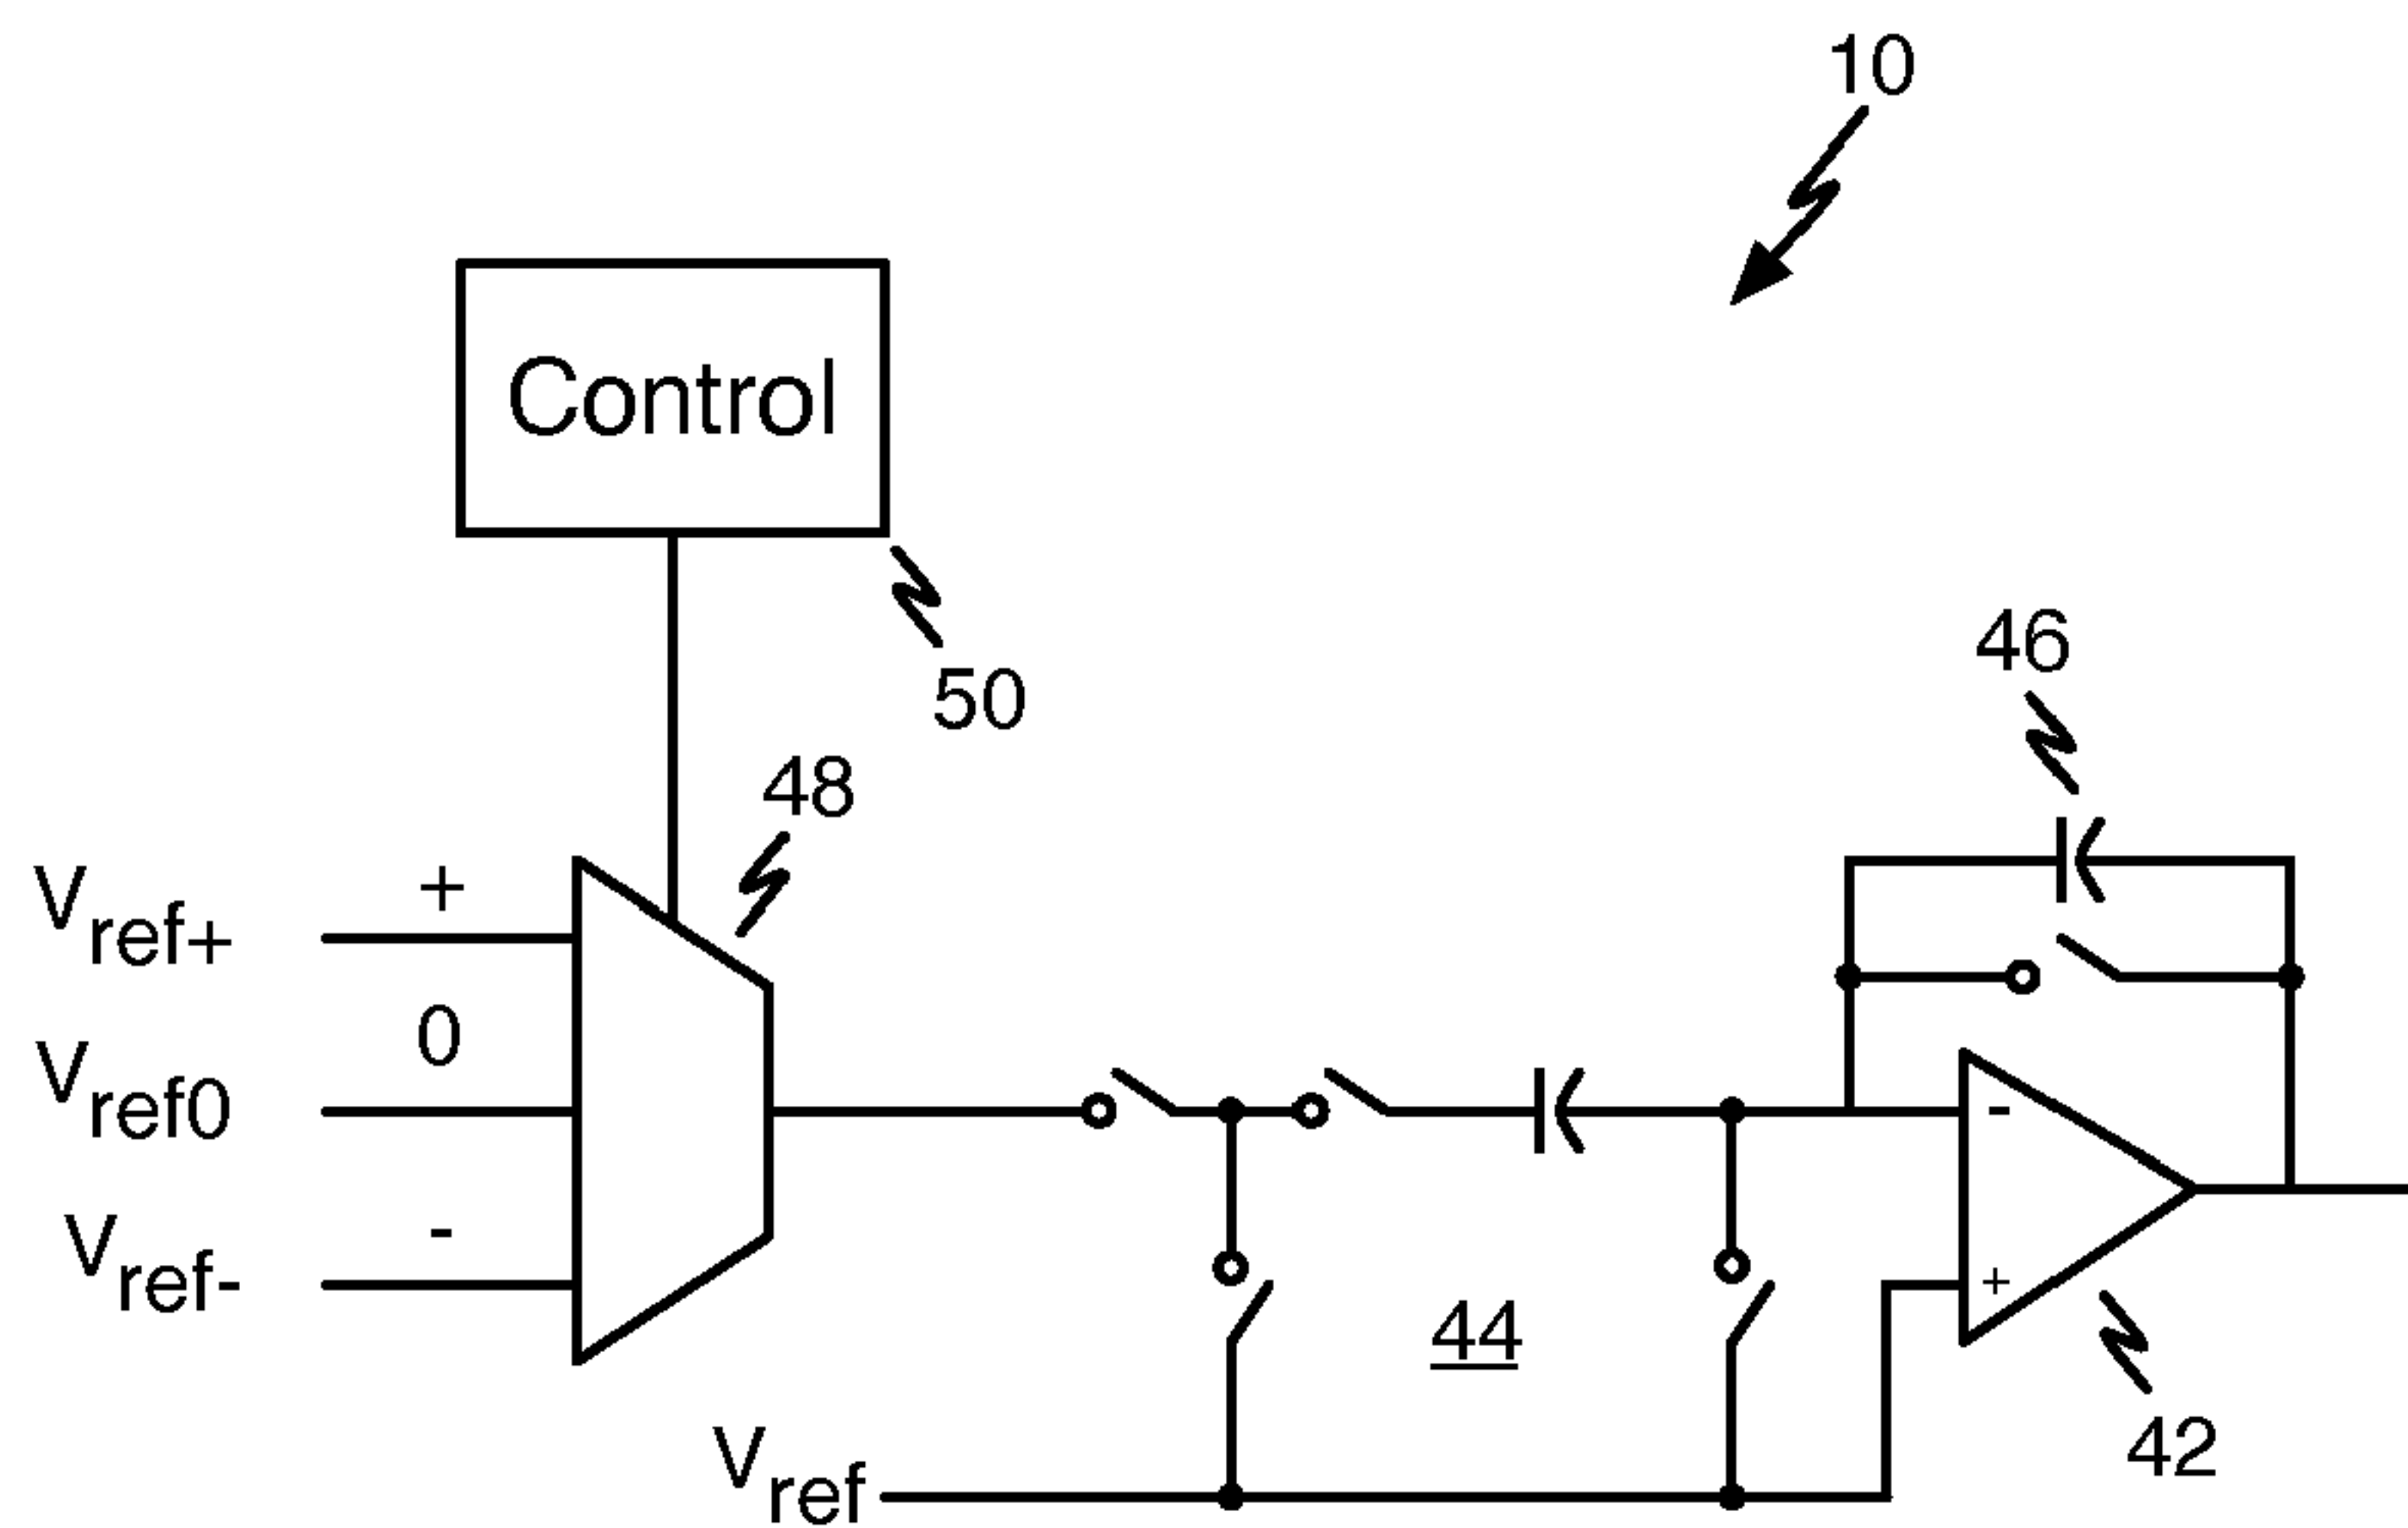 10
Control
50
46
48
+
Vref+
0
Vref0
-
Vref-
-
+
44
42
Vref